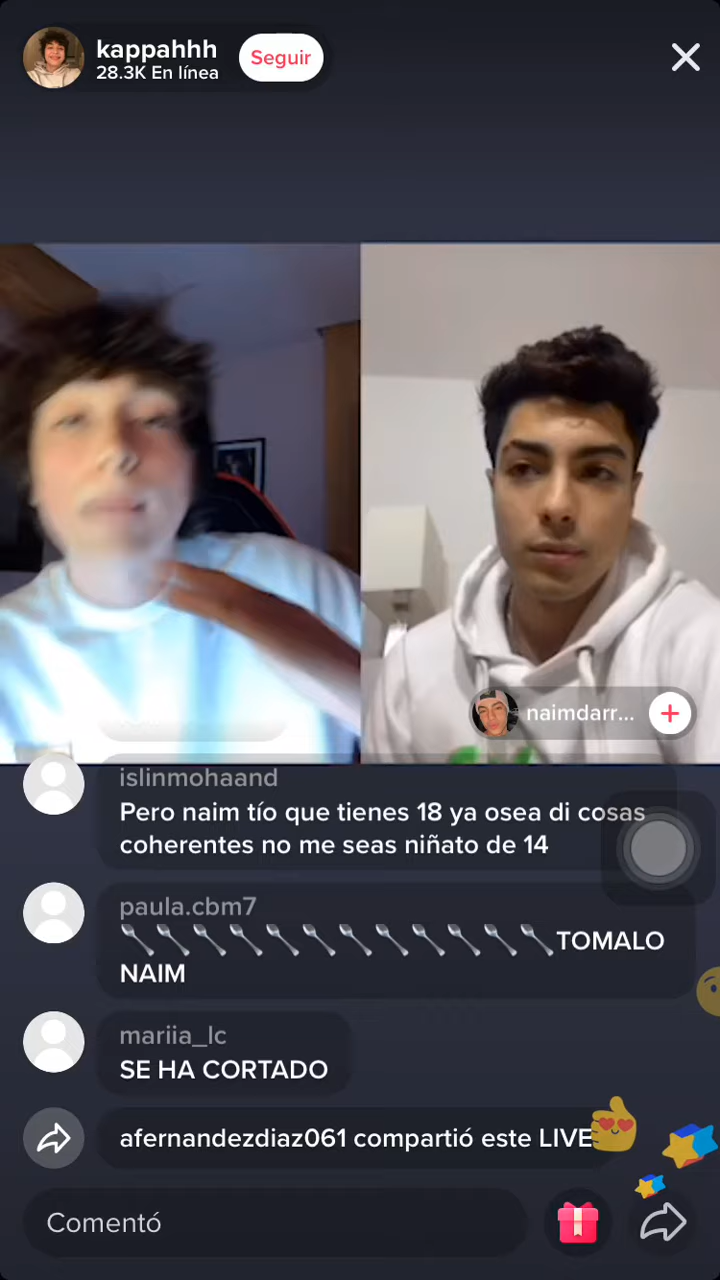 kappahhh
28.3K En línea
Seguir
naimdarr...
islinmohaand
Pero naim tío que tienes 18 ya osea di cosas
coherentes no me seas niñato de 14
paula.cbm7
🥄🥄🥄🥄🥄🥄🥄🥄🥄🥄🥄🥄TOMALO
NAIM
mariia_lc
SE HA CORTADO
afernandezdiaz061 compartió este LIVE
Comentó